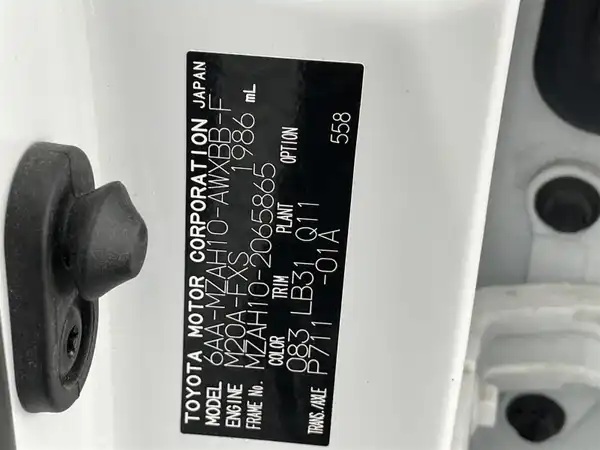 TOYOTA MOTOR CORPORATION JAPAN
MODEL 6AA-MZAH10-AWXBB-F
ENGINE M20A-FXS 1986 mL
FRAME No. MZAH10-2065865
COLOR TRIM PLANT OPTION
083 LB31 Q11 558
TRANS./AXLE P711 -01A